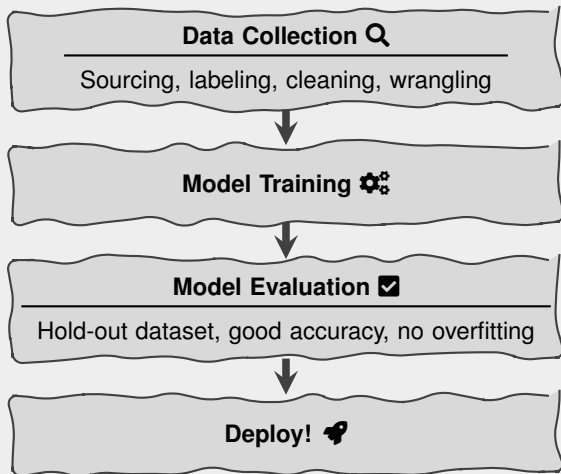 Data Collection
Sourcing, labeling, cleaning, wrangling
Model Training
Model Evaluation
Hold-out dataset, good accuracy, no overfitting
Deploy!